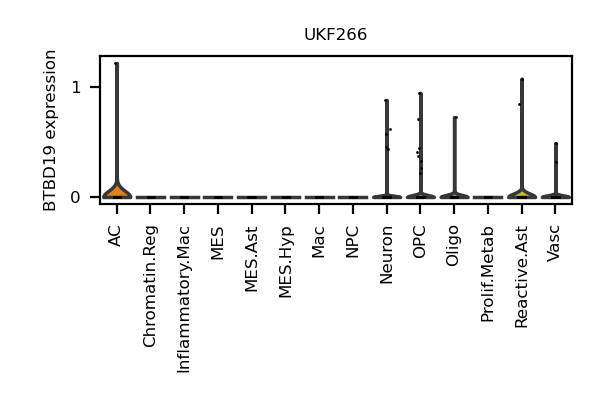 UKF266
BTBD19 expression
1
0
AC
Chromatin.Reg
Inflammatory.Mac
MES
MES.Ast
MES.Hyp
Mac
NPC
Neuron
OPC
Oligo
Prolif.Metab
Reactive.Ast
Vasc